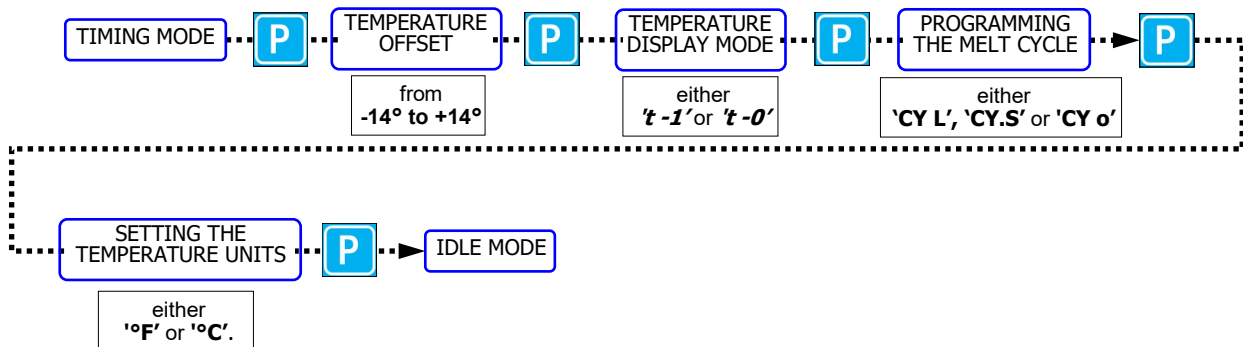 TIMING MODE
P
TEMPERATURE
OFFSET
P
TEMPERATURE
DISPLAY MODE
P
PROGRAMMING
THE MELT CYCLE
P
from
-14° to +14°
either
't -1' or 't -0'
either
‘CY L’, ‘CY.S’ or 'CY o’
SETTING THE
TEMPERATURE UNITS
P
IDLE MODE
either
'°F’ or '°C’.